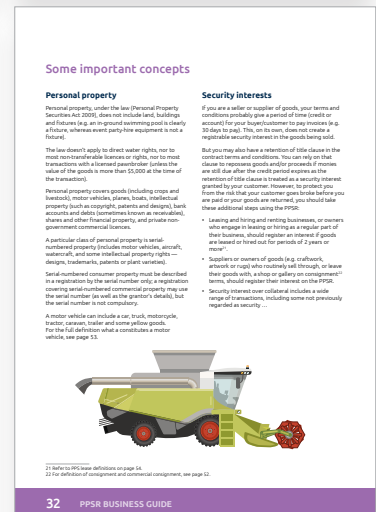 Some important concepts
Personal property
Personal property, under the law (Personal Property
Securities Act 2009), does not include land, buildings
and fixtures (e.g. an in-ground swimming pool is clearly
a fixture, whereas event party-hire equipment is not a
fixture).
The law doesn't apply to direct water rights, nor to
most non-transferable licences or rights, nor to most
transactions with a licensed pawnbroker (unless the
value of the goods is more than $5,000 at the time of
the transaction).
Personal property covers goods (including crops and
livestock), motor vehicles, planes, boats, intellectual
property (such as copyright, patents and designs), bank
accounts and debts (sometimes known as receivables),
shares and other financial property, and private non-
government commercial licences.
A particular class of personal property is serial-
numbered property (includes motor vehicles, aircraft,
watercraft, and some intellectual property rights —
designs, trademarks, patents or plant varieties).
Serial-numbered consumer property must be described
in a registration by the serial number only; a registration
covering serial-numbered commercial property may use
the serial number (as well as the grantor's details), but
the serial number is not compulsory.
A motor vehicle can include a car, truck, motorcycle,
tractor, caravan, trailer and some yellow goods.
For the full definition what a constitutes a motor
vehicle, see page 53.
Security interests
If you are a seller or supplier of goods, your terms and
conditions probably give a period of time (credit or
account) for your buyer/customer to pay invoices (e.g.
30 days to pay). This, on its own, does not create a
registrable security interest in the goods being sold.
But you may also have a retention of title clause in the
contract terms and conditions. You can rely on that
clause to repossess goods and/or proceeds if monies
are still due after the credit period expires as the
retention of title clause is treated as a security interest
granted by your customer. However, to protect you
from the risk that your customer goes broke before you
are paid or your goods are returned, you should take
these additional steps using the PPSR.
• Leasing and hiring and renting businesses, or owners
who engage in leasing or hiring as a regular part of
their business, should register an interest if goods
are leased or hired out for periods of 2 years or
more²¹.
• Suppliers or owners of goods (e.g. craftwork,
artwork or rugs) who routinely sell through, or leave
their goods with, a shop or gallery on consignment²²
terms, should register their interest on the PPSR.
• Security interest over collateral includes a wide
range of transactions, including some not previously
regarded as security ...
21 Refer to PPS lease definitions on page 54.
22 For definition of consignment and commercial consignment, see page 52.
32 PPSR BUSINESS GUIDE